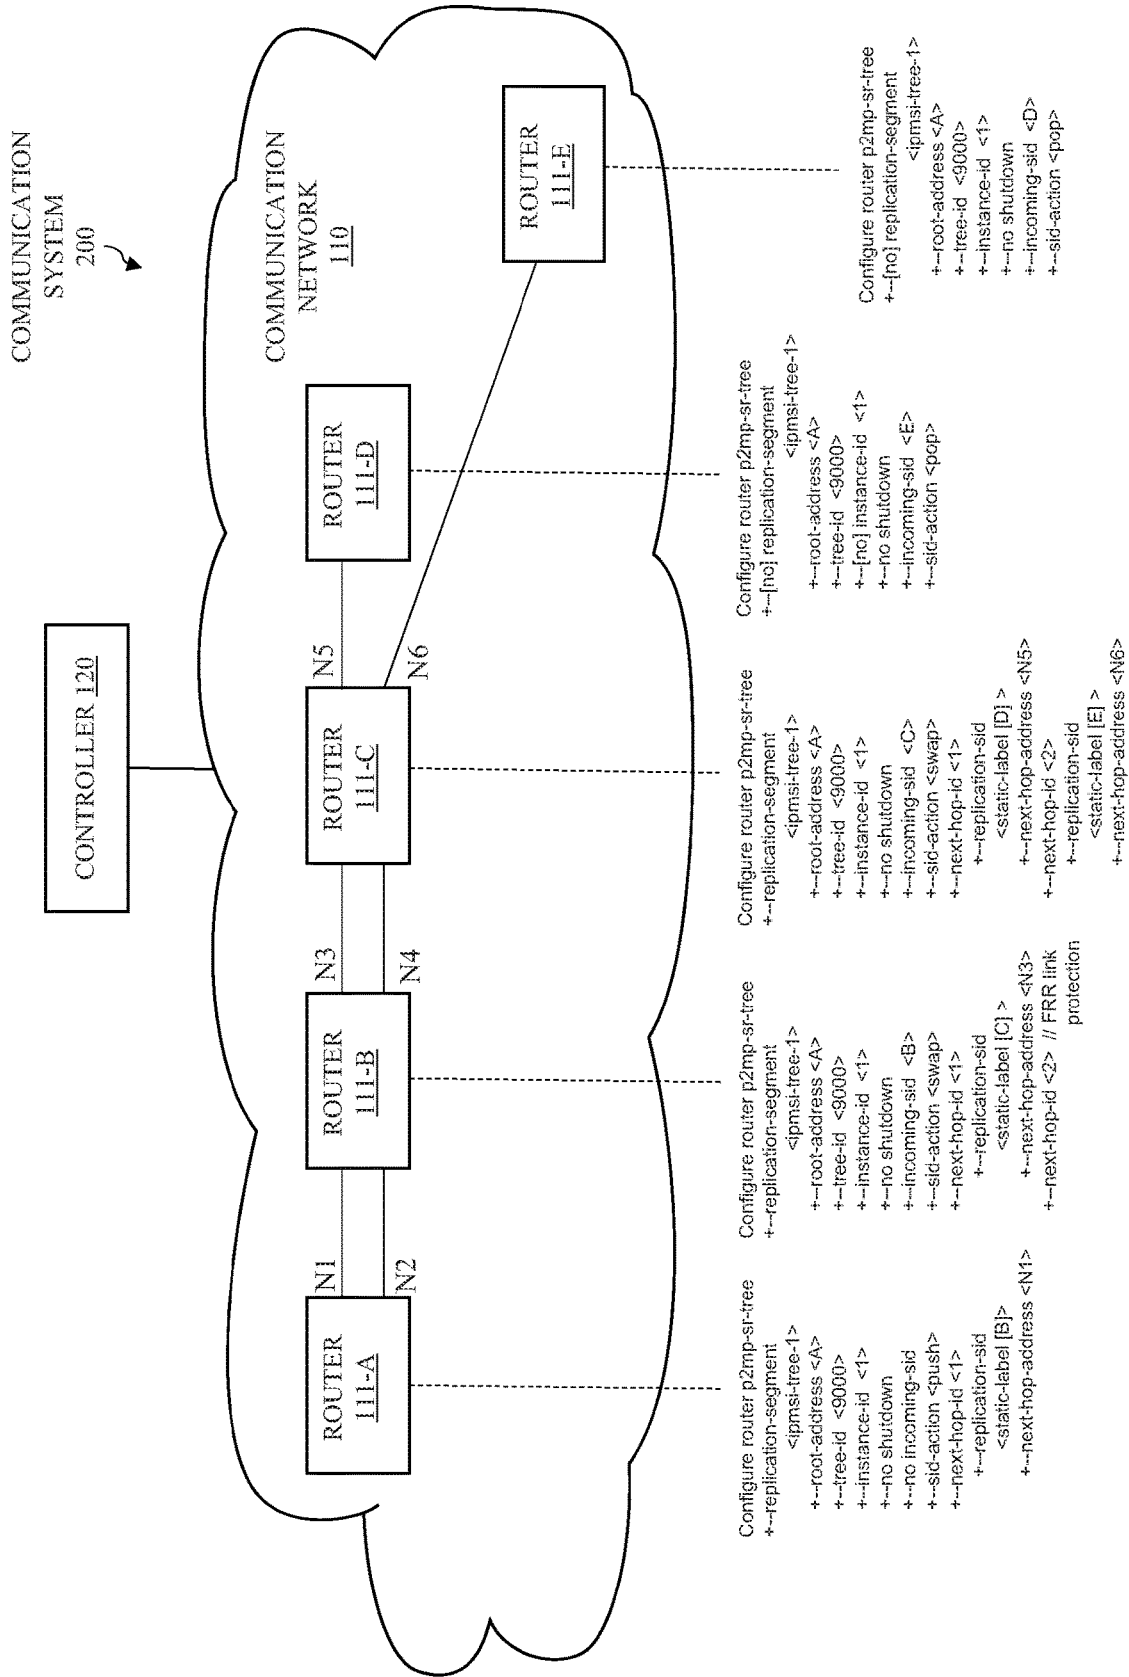 COMMUNICATION
SYSTEM
200
CONTROLLER 120
COMMUNICATION
NETWORK
110
ROUTER
111-A
N1
N2
ROUTER
111-B
N3
N4
ROUTER
111-C
N5
N6
ROUTER
111-D
ROUTER
111-E
Configure router p2mp-sr-tree
+--replication-segment
<ipmsi-tree-1>
+--root-address <A>
+--tree-id <9000>
+--instance-id <1>
+--no shutdown
+--no incoming-sid
+--sid-action <push>
+--next-hop-id <1>
+--replication-sid
<static-label [B]>
+--next-hop-address <N1>
Configure router p2mp-sr-tree
+--replication-segment
<ipmsi-tree-1>
+--root-address <A>
+--tree-id <9000>
+--instance-id <1>
+--no shutdown
+--incoming-sid <B>
+--sid-action <swap>
+--next-hop-id <1>
+--replication-sid
<static-label [C] >
+--next-hop-address <N3>
+--next-hop-id <2> // FRR link
protection
Configure router p2mp-sr-tree
+--replication-segment
<ipmsi-tree-1>
+--root-address <A>
+--tree-id <9000>
+--instance-id <1>
+--no shutdown
+--incoming-sid <C>
+--sid-action <swap>
+--next-hop-id <1>
+--replication-sid
<static-label [D] >
+--next-hop-address <N5>
+--next-hop-id <2>
+--replication-sid
<static-label [E] >
+--next-hop-address <N6>
Configure router p2mp-sr-tree
+--[no] replication-segment
<ipmsi-tree-1>
+--root-address <A>
+--tree-id <9000>
+--[no] instance-id <1>
+--no shutdown
+--incoming-sid <E>
+--sid-action <pop>
Configure router p2mp-sr-tree
+--[no] replication-segment
<ipmsi-tree-1>
+--root-address <A>
+--tree-id <9000>
+--instance-id <1>
+--no shutdown
+--incoming-sid <D>
+--sid-action <pop>